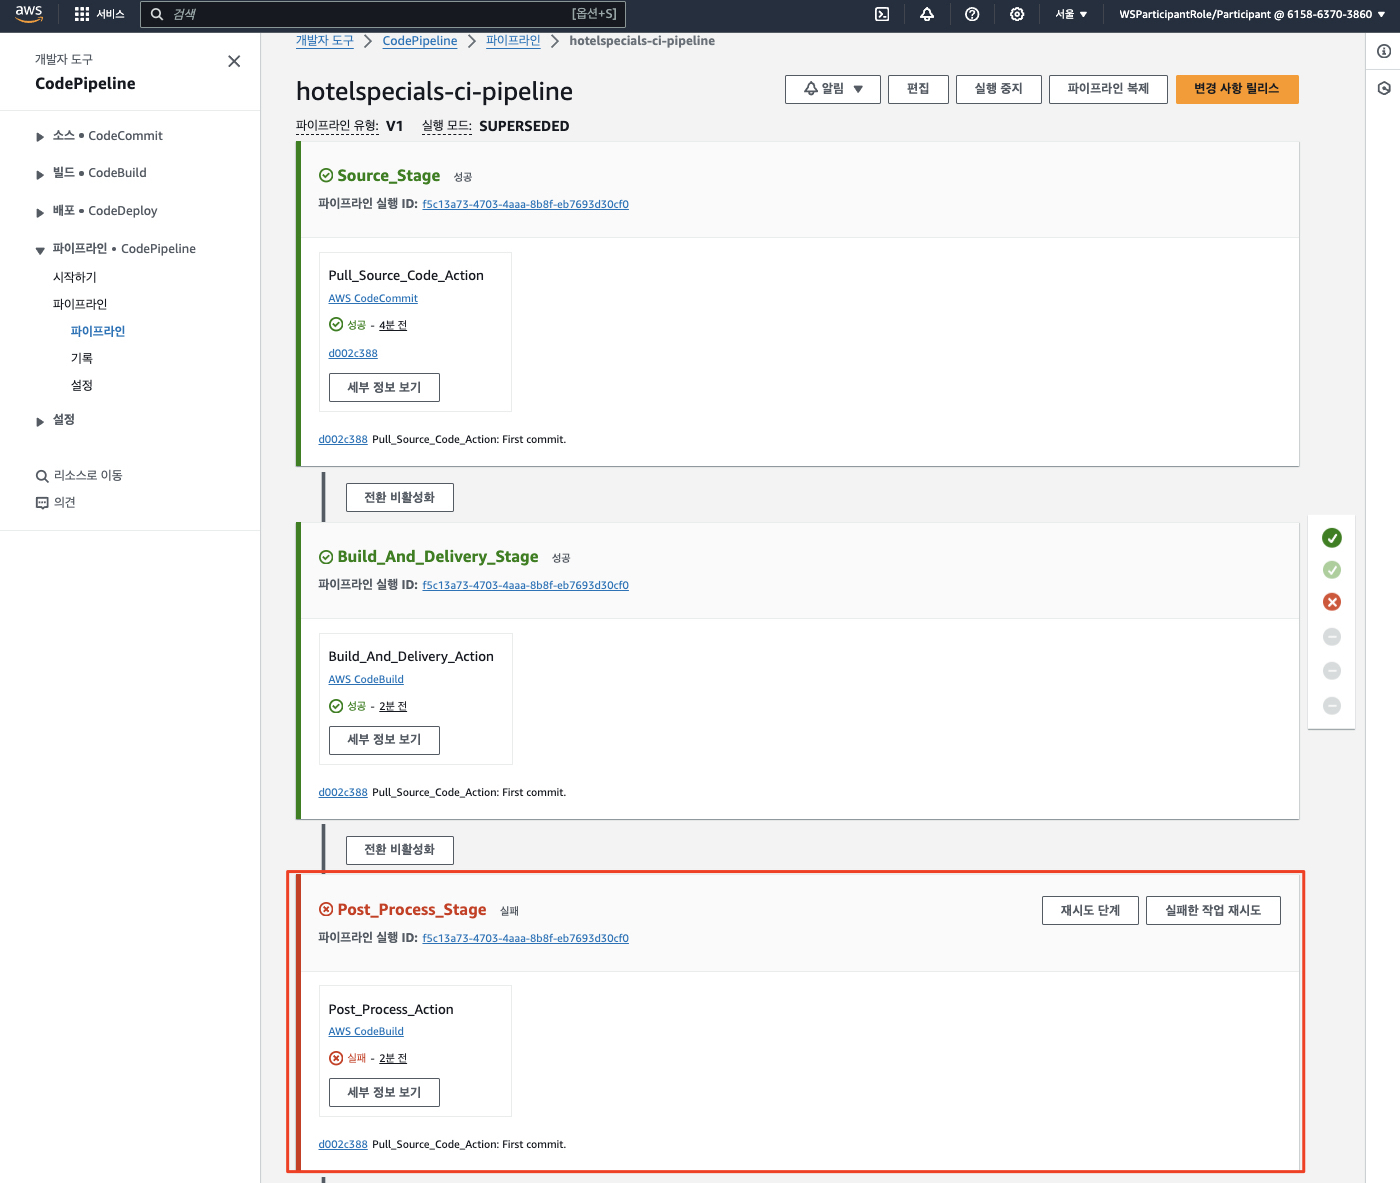 aws
서비스
검색
[옵션+S]
서울
WSParticipantRole/Participant @ 6158-6370-3860
개발자 도구
CodePipeline
소스 • CodeCommit
빌드 • CodeBuild
배포 • CodeDeploy
파이프라인 • CodePipeline
시작하기
파이프라인
파이프라인
기록
설정
설정
리소스로 이동
의견
개발자 도구
CodePipeline
파이프라인
hotelspecials-ci-pipeline
hotelspecials-ci-pipeline
알림
편집
실행 중지
파이프라인 복제
변경 사항 릴리스
파이프라인 유형: V1 실행 모드: SUPERSEDED
Source_Stage 성공
파이프라인 실행 ID: f5c13a73-4703-4aaa-8b8f-eb7693d30cf0
Pull_Source_Code_Action
AWS CodeCommit
성공 - 4분 전
d002c388
세부 정보 보기
d002c388 Pull_Source_Code_Action: First commit.
전환 비활성화
Build_And_Delivery_Stage 성공
파이프라인 실행 ID: f5c13a73-4703-4aaa-8b8f-eb7693d30cf0
Build_And_Delivery_Action
AWS CodeBuild
성공 - 2분 전
세부 정보 보기
d002c388 Pull_Source_Code_Action: First commit.
전환 비활성화
Post_Process_Stage 실패
재시도 단계
실패한 작업 재시도
파이프라인 실행 ID: f5c13a73-4703-4aaa-8b8f-eb7693d30cf0
Post_Process_Action
AWS CodeBuild
실패 - 2분 전
세부 정보 보기
d002c388 Pull_Source_Code_Action: First commit.